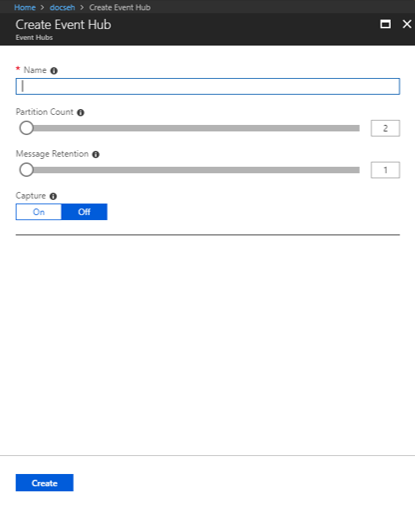 Home > docseh > Create Event Hub
Create Event Hub
Event Hubs
* Name
Partition Count
2
Message Retention
1
Capture
On Off
Create